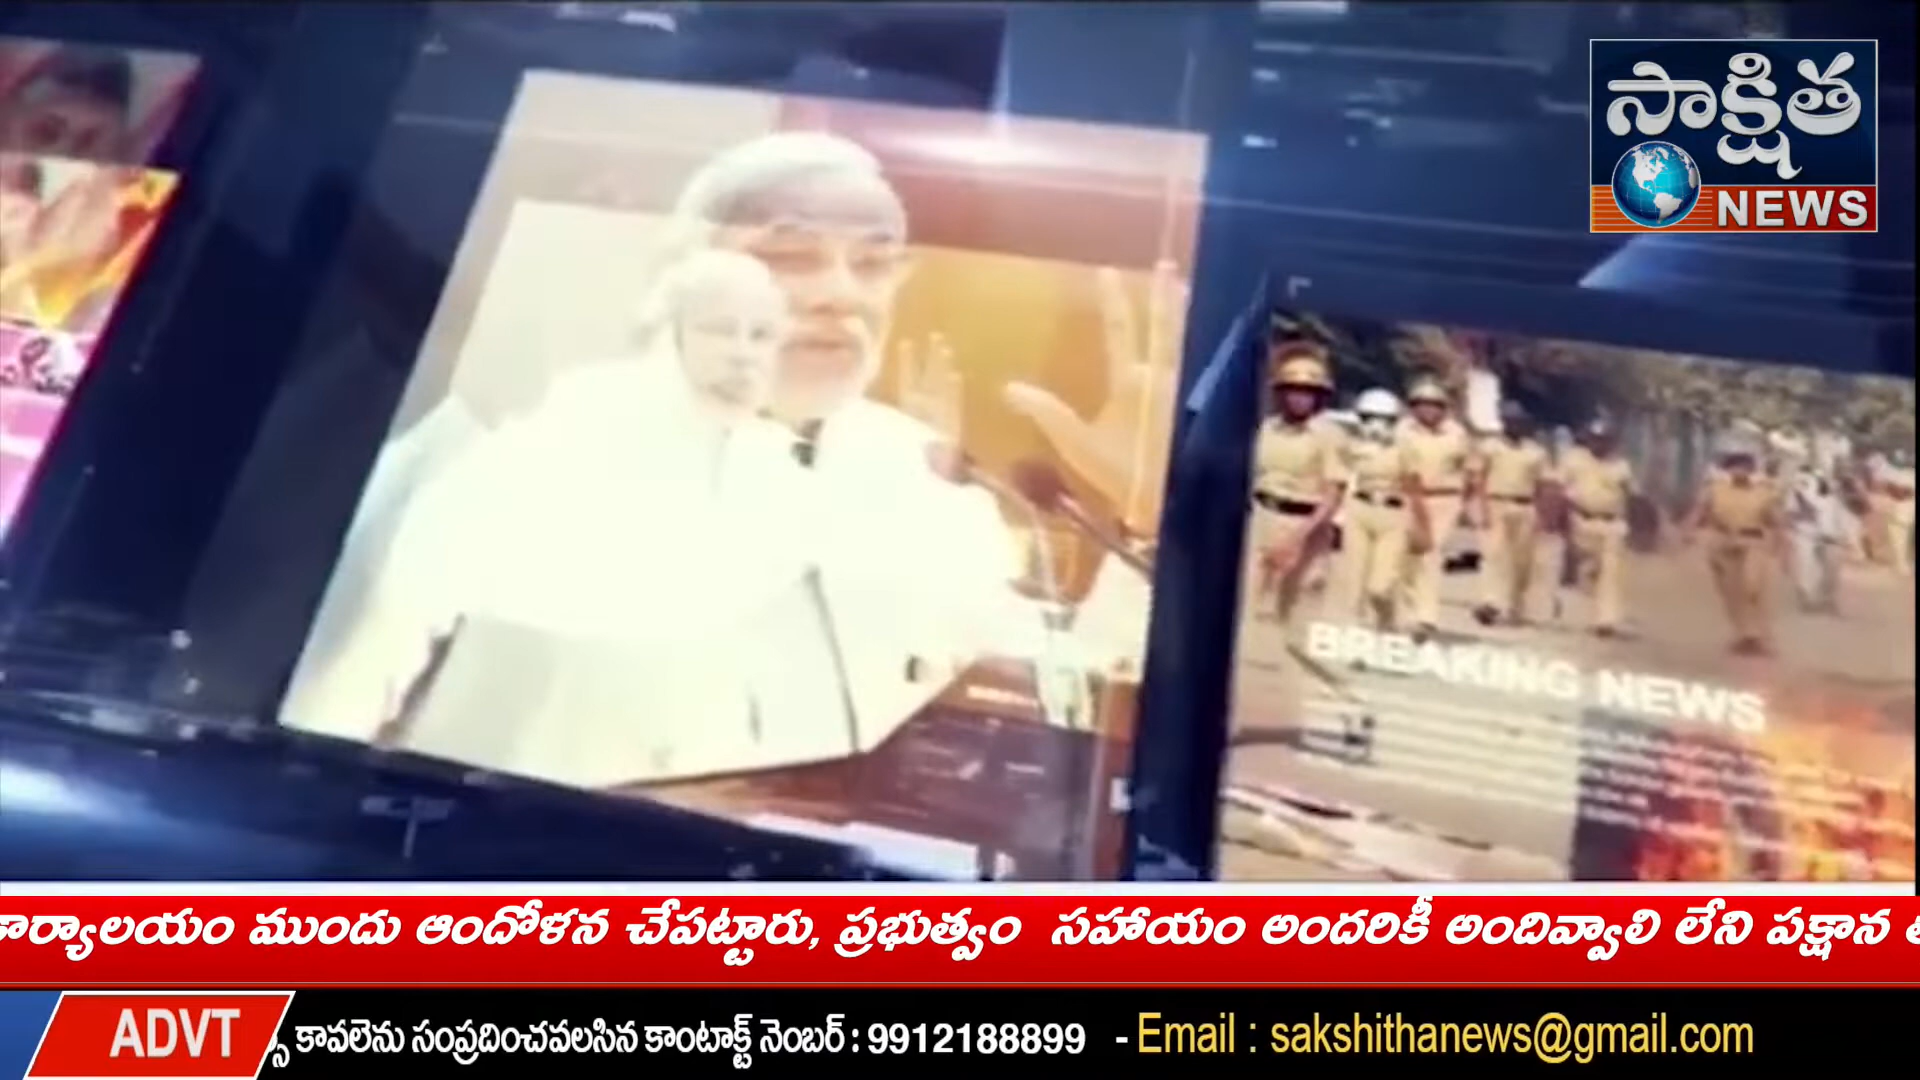 సాక్షిత
NEWS
BREAKING NEWS
కార్యాలయం ముందు ఆందోళన చేపట్టారు, ప్రభుత్వం సహాయం అందరికీ అందివ్వాలి లేని పక్షాన
ADVT
కావలెను సంప్రదించవలసిన కాంటాక్ట్ నెంబర్ : 9912188899 - Email : sakshithanews@gmail.com